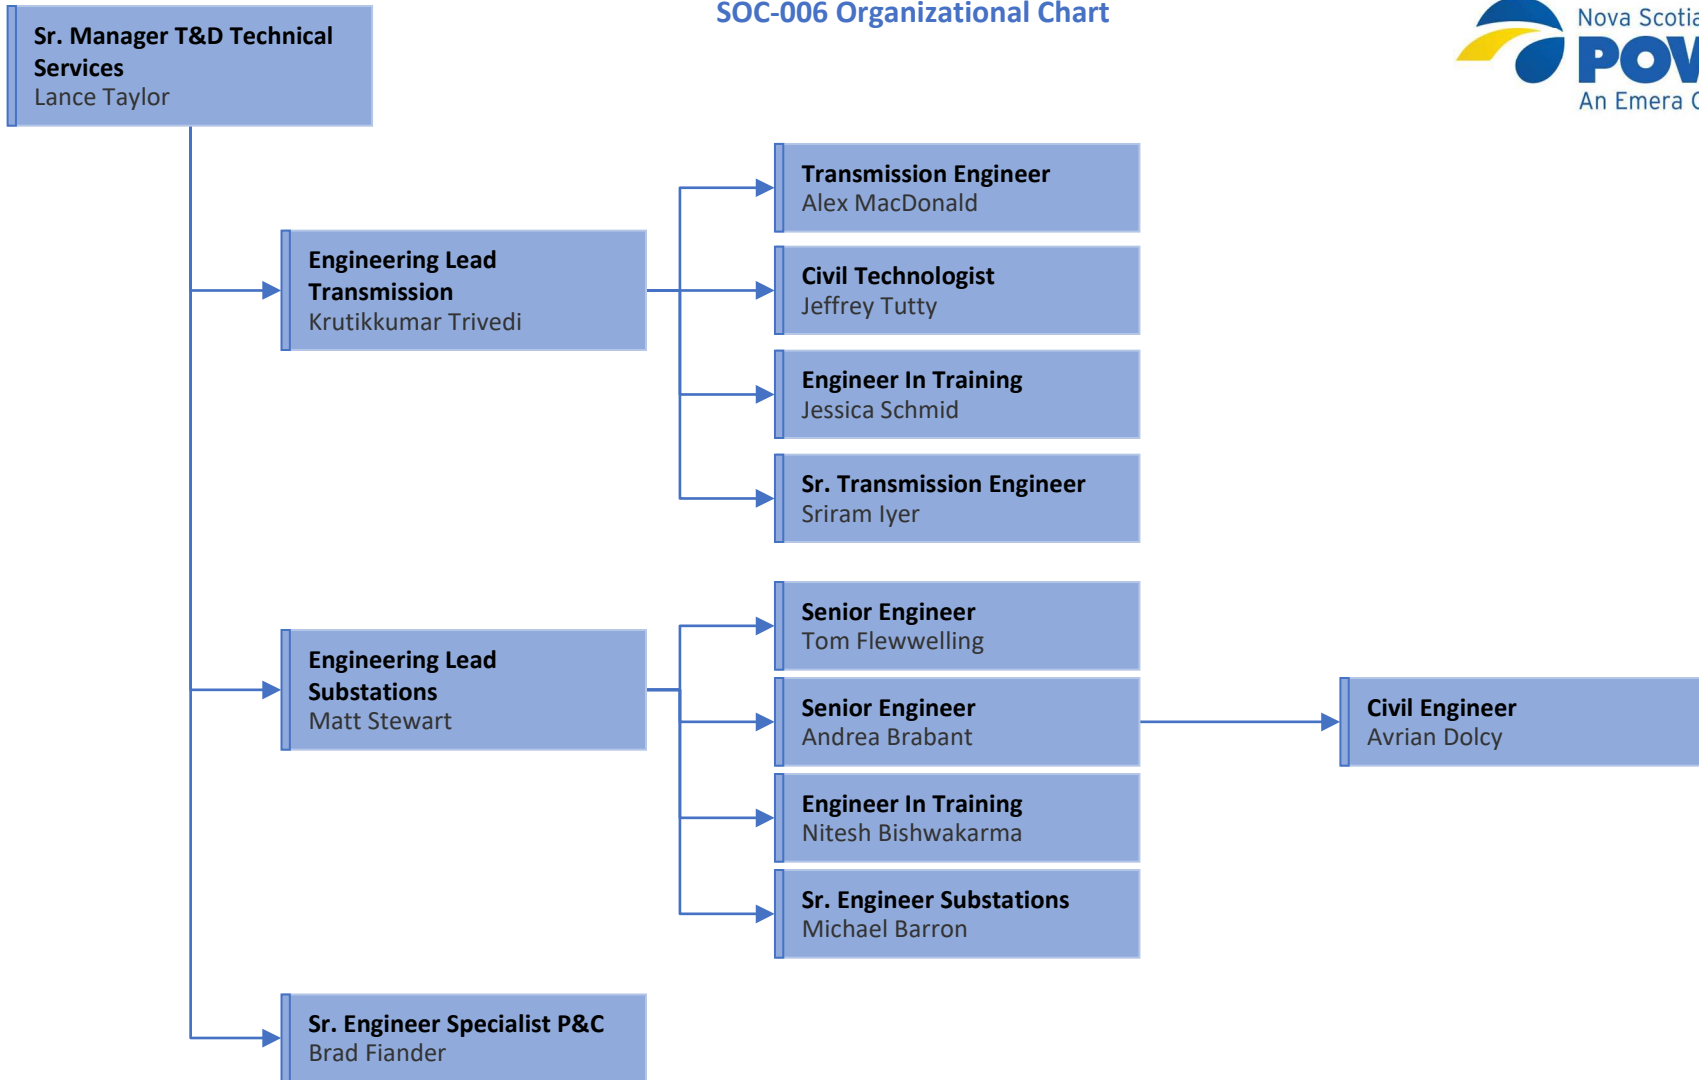 SOC-006 Organizational Chart
Nova Scotia
An Emera
Sr. Manager T&D Technical
Services
Lance Taylor
Transmission Engineer
Alex MacDonald
Engineering Lead
Transmission
Krutikkumar Trivedi
Civil Technologist
Jeffrey Tutty
Engineer In Training
Jessica Schmid
Sr. Transmission Engineer
Sriram Iyer
Senior Engineer
Tom Flewwelling
Engineering Lead
Substations
Matt Stewart
Senior Engineer
Andrea Brabant
Civil Engineer
Avrian Dolcy
Engineer In Training
Nitesh Bishwakarma
Sr. Engineer Substations
Michael Barron
Sr. Engineer Specialist P&C
Brad Fiander